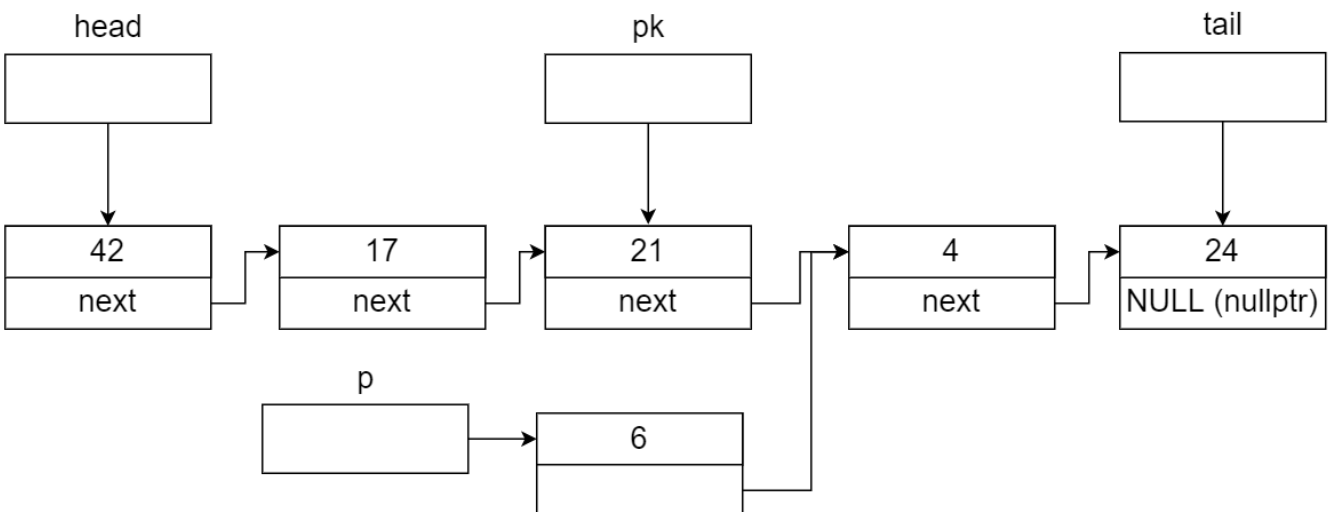 head pk tail
42 17 21 4 24
next next next next NULL (nullptr)
p
6